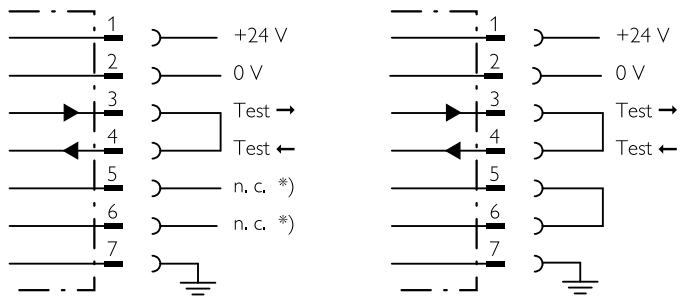 1 +24 V
2 0 V
3 Test →
4 Test ←
5 n. c. *)
6 n. c. *)
7
1 +24 V
2 0 V
3 Test →
4 Test ←
5
6
7